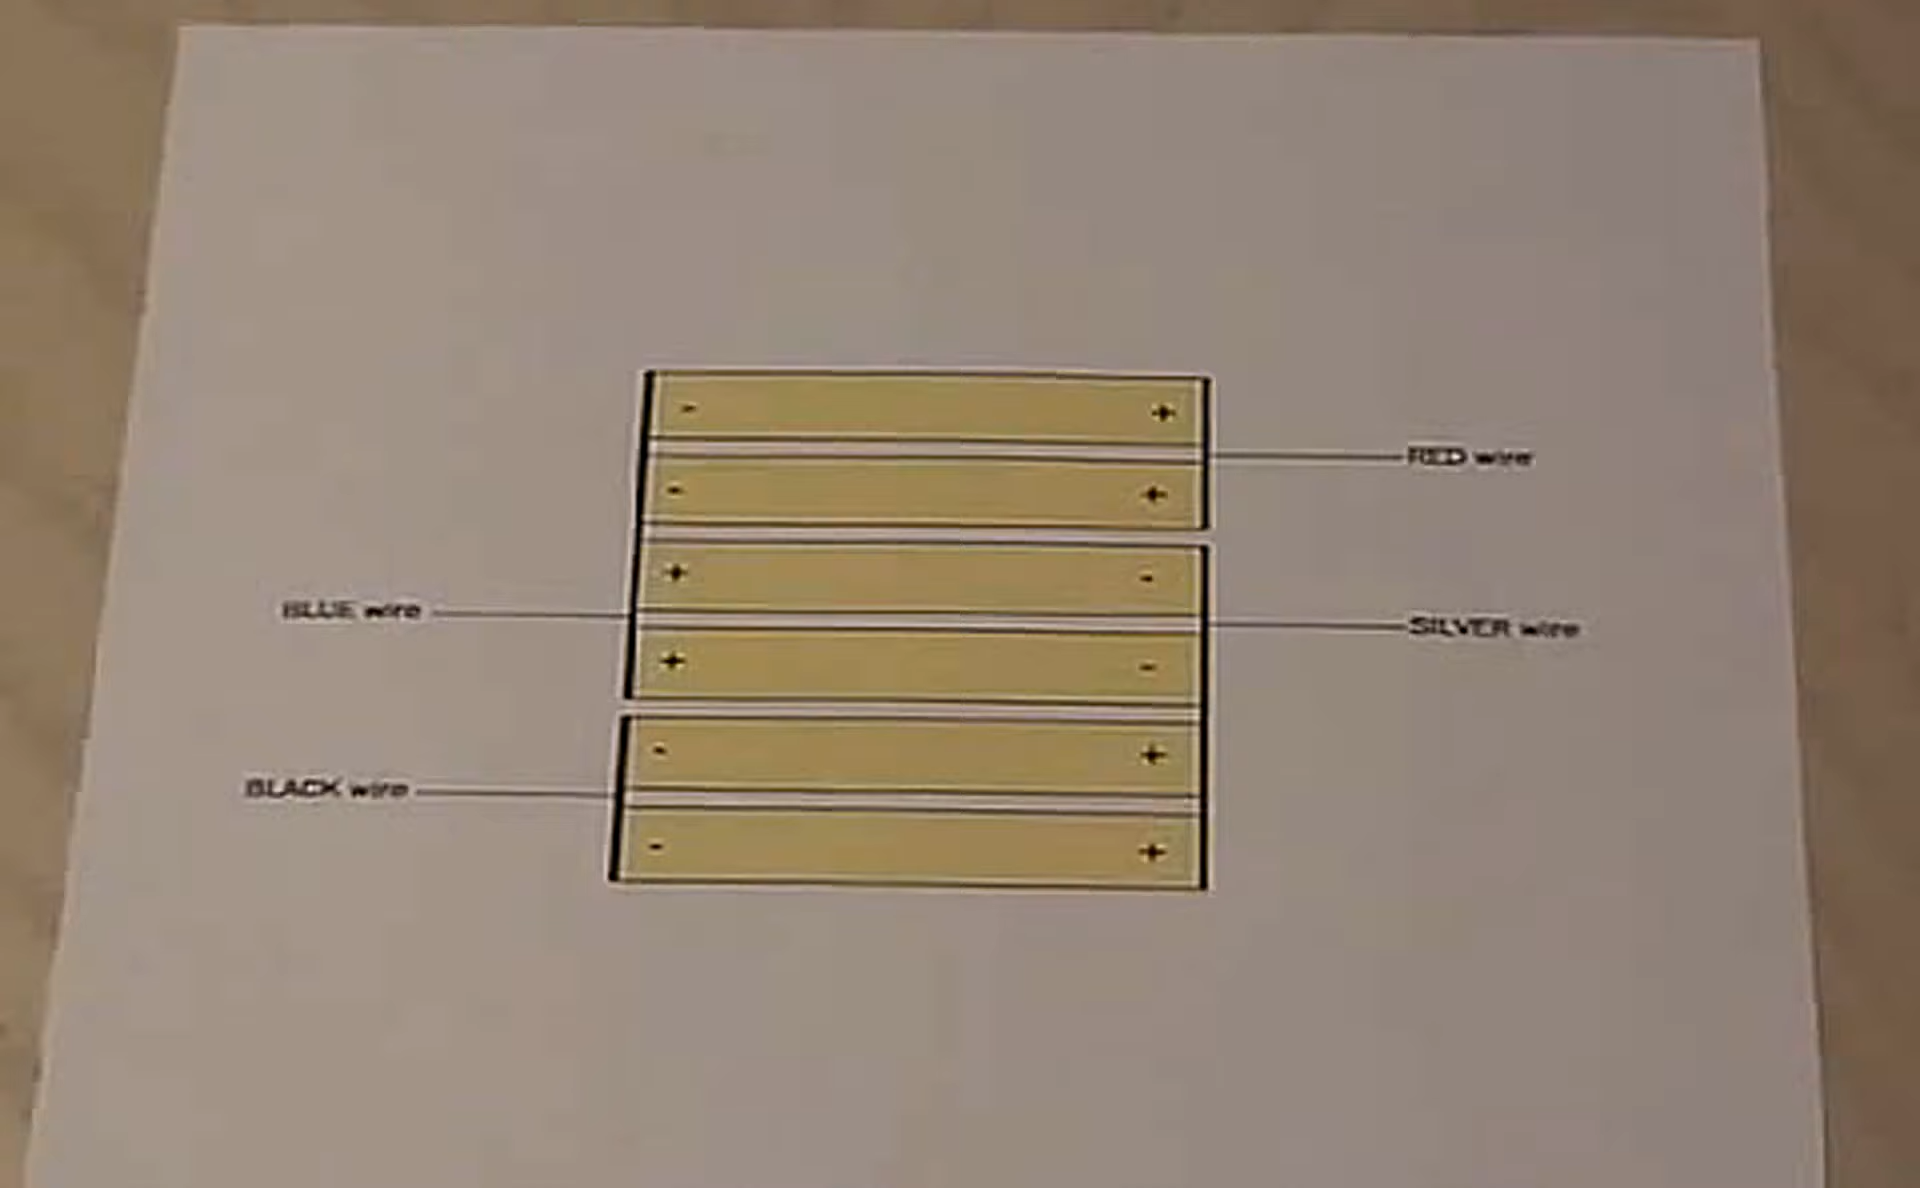 - +
RED wire
- +
+ -
BLUE wire
SILVER wire
+ -
- +
BLACK wire
- +